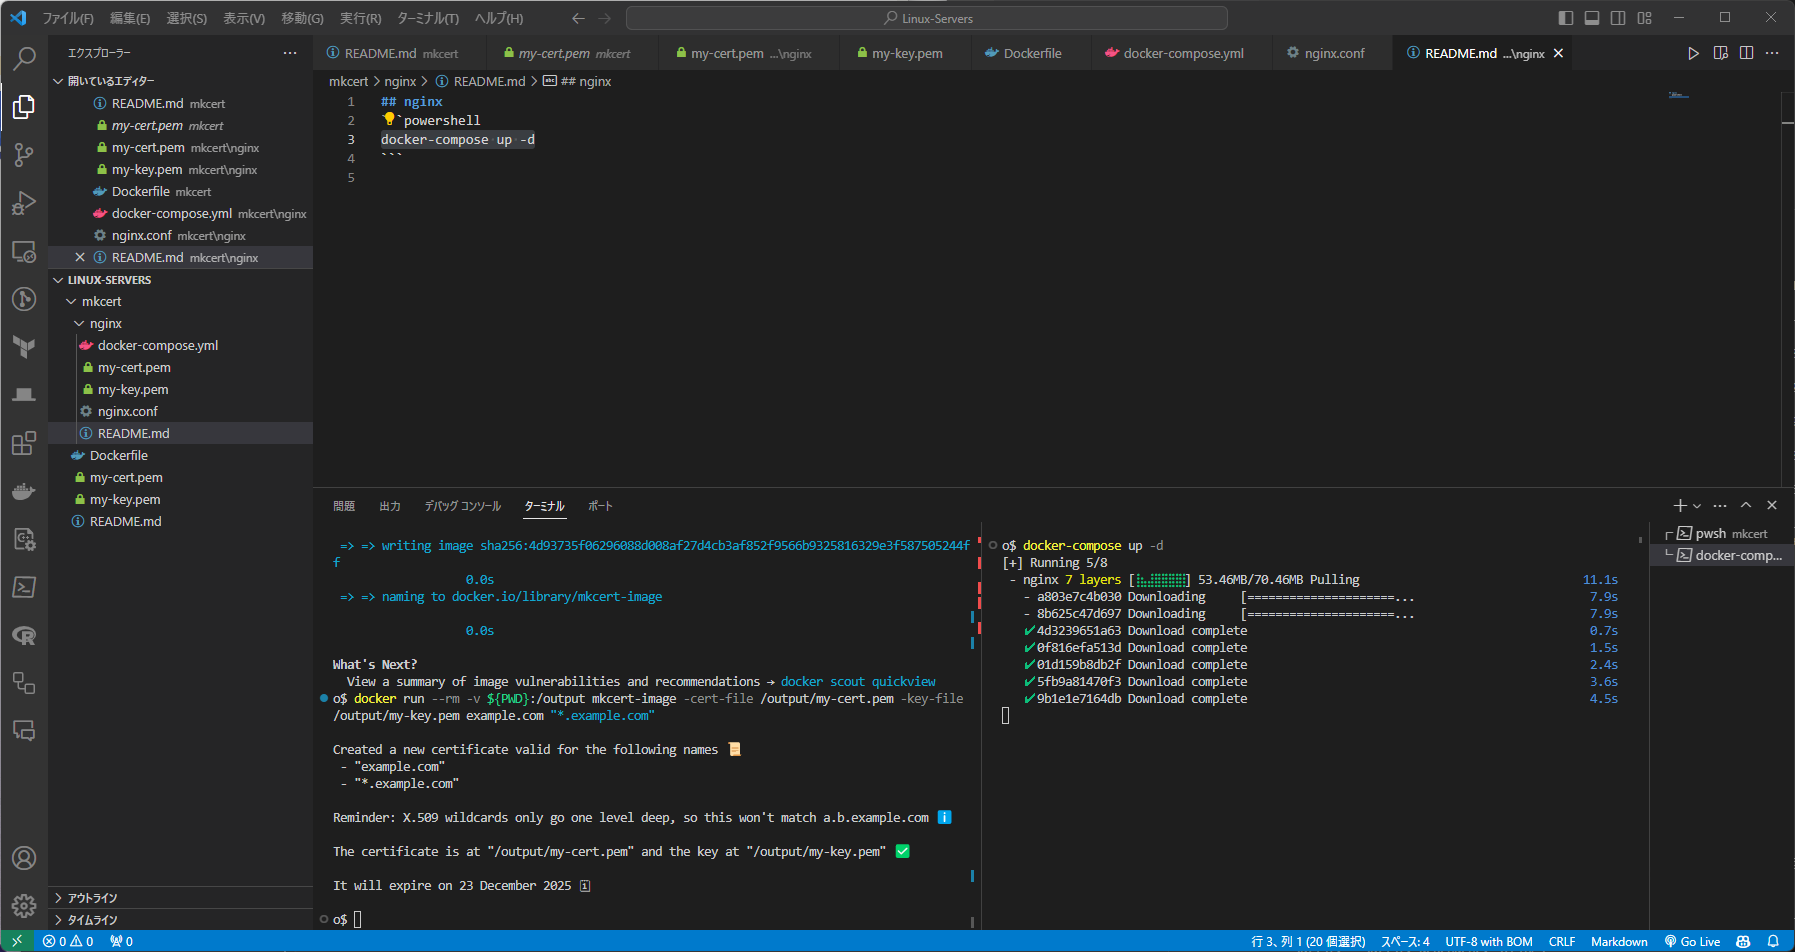 ファイル(F) 編集(E) 選択(S) 表示(V) 移動(G) 実行(R) ターミナル(T) ヘルプ(H)
Linux-Servers
エクスプローラー
開いているエディター
README.md mkcert
my-cert.pem mkcert
my-cert.pem mkcert\nginx
my-key.pem mkcert\nginx
Dockerfile mkcert
docker-compose.yml mkcert\nginx
nginx.conf mkcert\nginx
README.md mkcert\nginx
LINUX-SERVERS
mkcert
nginx
docker-compose.yml
my-cert.pem
my-key.pem
nginx.conf
README.md
Dockerfile
my-cert.pem
my-key.pem
README.md
アウトライン
タイムライン
README.md mkcert
my-cert.pem mkcert
my-cert.pem ...\nginx
my-key.pem
Dockerfile
docker-compose.yml
nginx.conf
README.md ...\nginx
mkcert > nginx > README.md > ## nginx
1 ## nginx
2 `powershell
3 docker-compose up -d
4 ```
5
問題 出力 デバッグ コンソール ターミナル ポート
=> => writing image sha256:4d93735f06296088d008af27d4cb3af852f9566b9325816329e3f587505244f
f
0.0s
=> => naming to docker.io/library/mkcert-image
0.0s
What's Next?
View a summary of image vulnerabilities and recommendations → docker scout quickview
o$ docker run --rm -v ${PWD}:/output mkcert-image -cert-file /output/my-cert.pem -key-file
/output/my-key.pem example.com "*.example.com"
Created a new certificate valid for the following names 📜
- "example.com"
- "*.example.com"
Reminder: X.509 wildcards only go one level deep, so this won't match a.b.example.com ℹ️
The certificate is at "/output/my-cert.pem" and the key at "/output/my-key.pem" ✅
It will expire on 23 December 2025 🗓
o$
o$ docker-compose up -d
[+] Running 5/8
- nginx 7 layers [⣿] 53.46MB/70.46MB Pulling 11.1s
- a803e7c4b030 Downloading [=====================... 7.9s
- 8b625c47d697 Downloading [=====================... 7.9s
✔4d3239651a63 Download complete 0.7s
✔0f816efa513d Download complete 1.5s
✔01d159b8db2f Download complete 2.4s
✔5fb9a81470f3 Download complete 3.6s
✔9b1e1e7164db Download complete 4.5s
pwsh mkcert
docker-comp...
0 0 0
行 3、列 1 (20 個選択) スペース: 4 UTF-8 with BOM CRLF Markdown Go Live